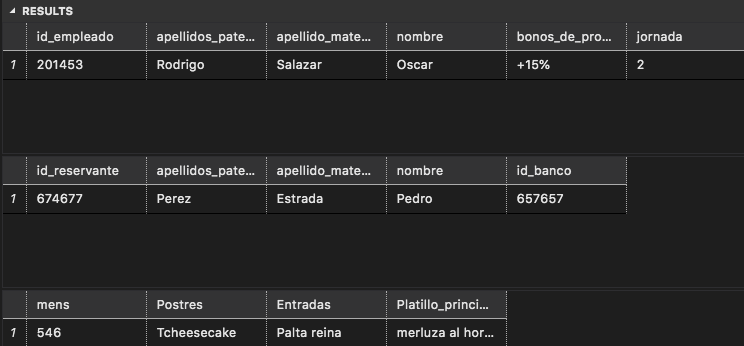 RESULTS
id_empleado apellidos_pate... apellido_mate... nombre bonos_de_pro... jornada
1 201453 Rodrigo Salazar Oscar +15% 2
id_reservante apellidos_pate... apellido_mate... nombre id_banco
1 674677 Perez Estrada Pedro 657657
mens Postres Entradas Platillo_princi...
1 546 Tcheesecake Palta reina merluza al hor...